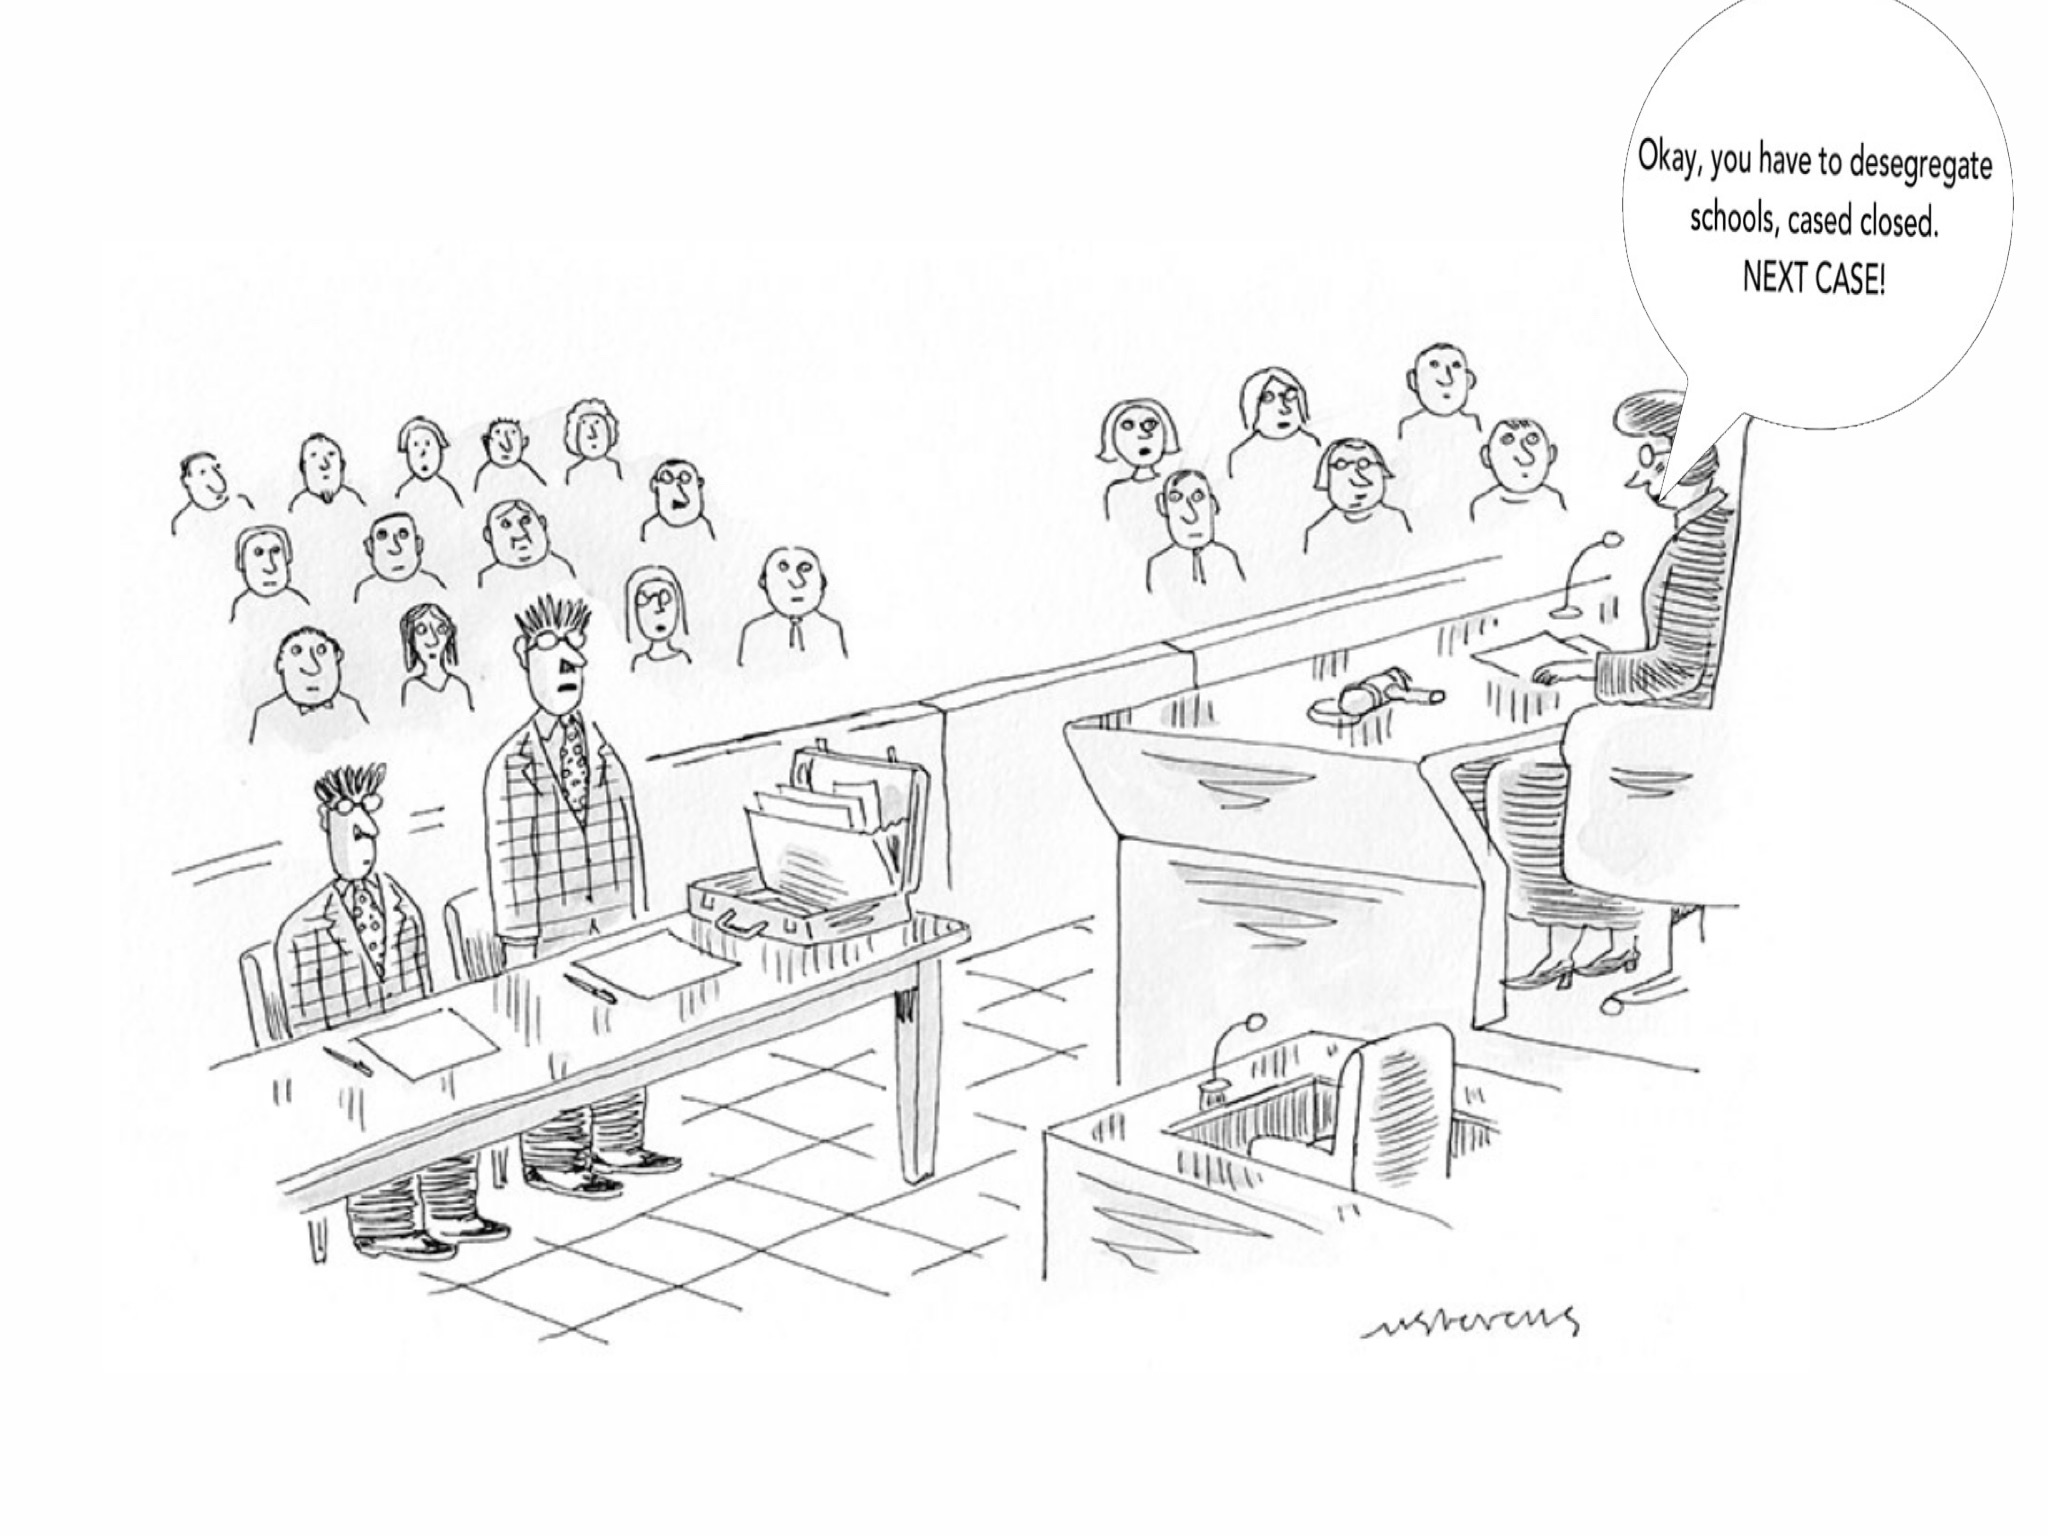 Okay, you have to desegregate
schools, cased closed.
NEXT CASE!